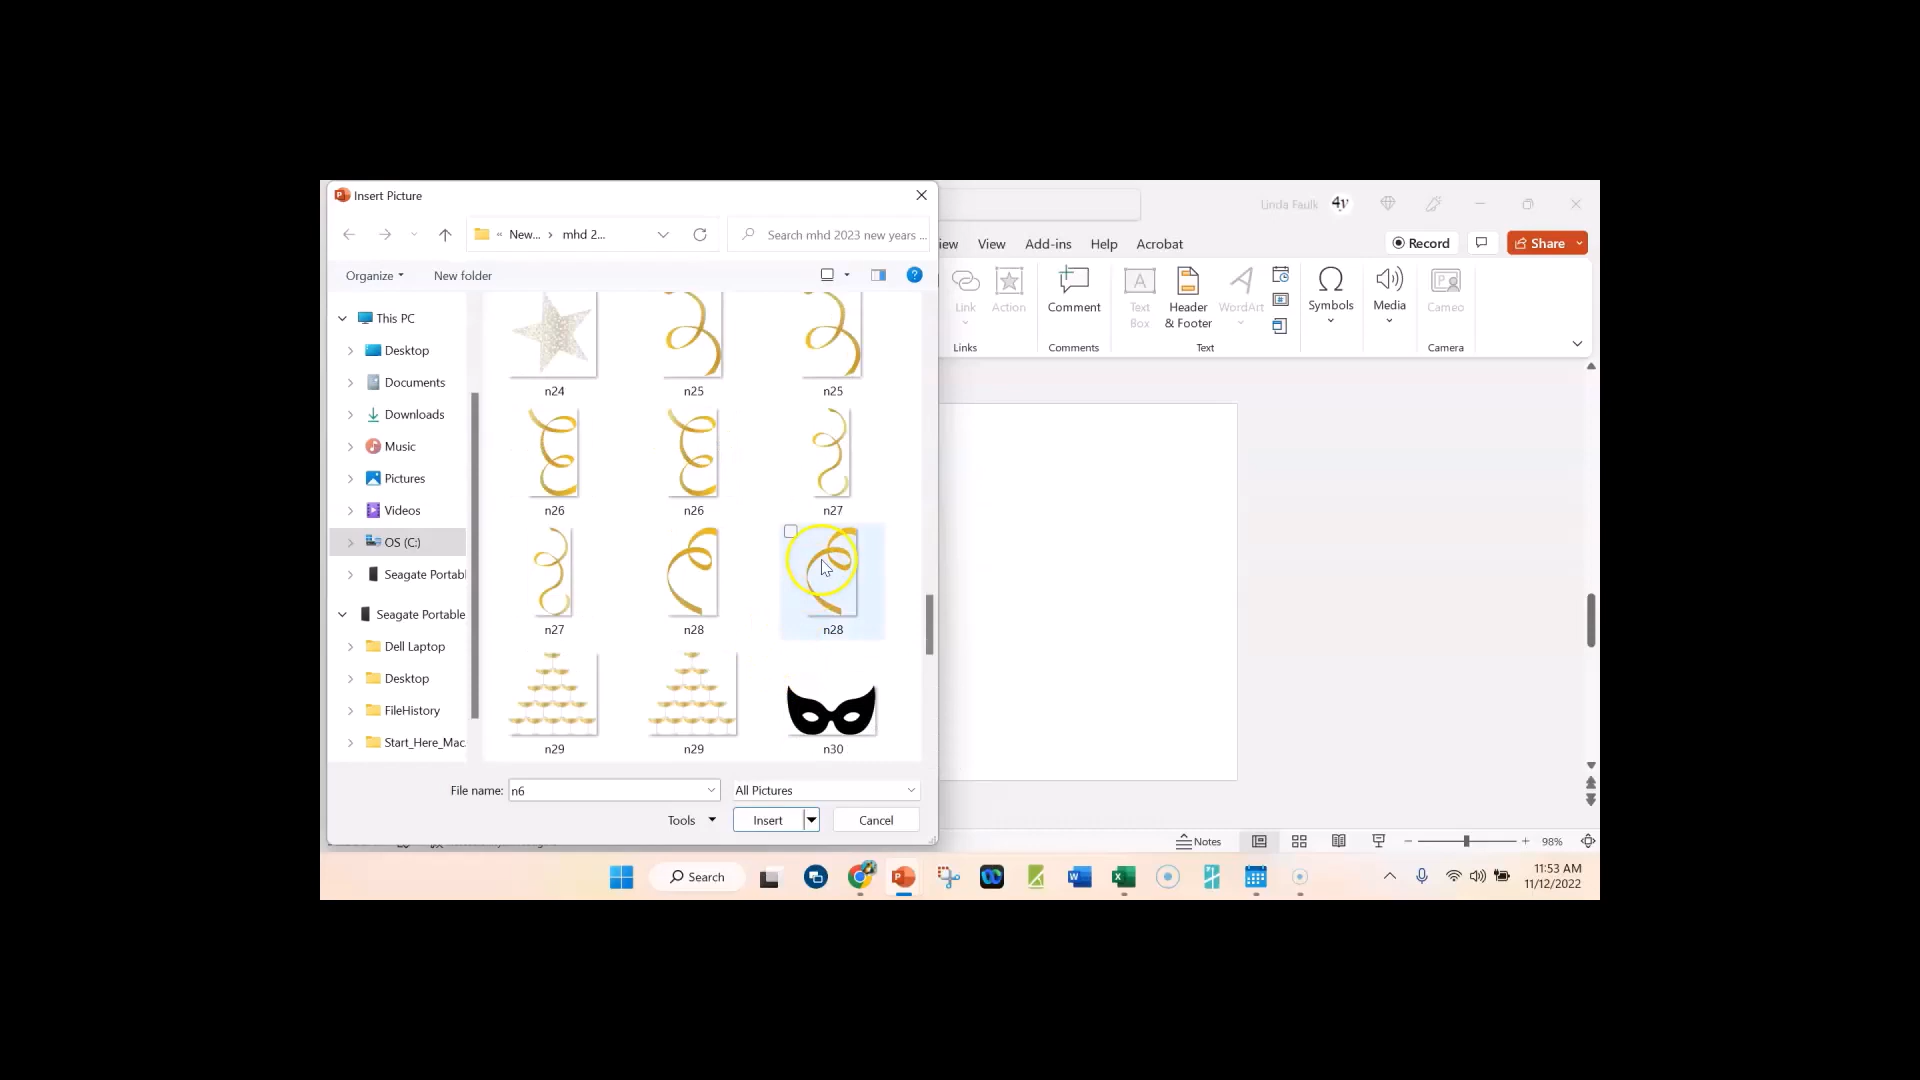 Insert Picture
« New... > mhd 2...
Search mhd 2023 new years ...
Organize
New folder
This PC
Desktop
Documents
Downloads
Music
Pictures
Videos
OS (C:)
Seagate Portabl
Seagate Portable
Dell Laptop
Desktop
FileHistory
Start_Here_Mac.
n24
n25
n25
n26
n26
n27
n27
n28
n28
n29
n29
n30
File name: n6
All Pictures
Tools
Insert
Cancel
Linda Faulk
iew
View
Add-ins
Help
Acrobat
Record
Share
Link
Action
Comment
Text Box
Header & Footer
WordArt
Symbols
Media
Cameo
Links
Comments
Text
Camera
Notes
98%
Search
11:53 AM
11/12/2022